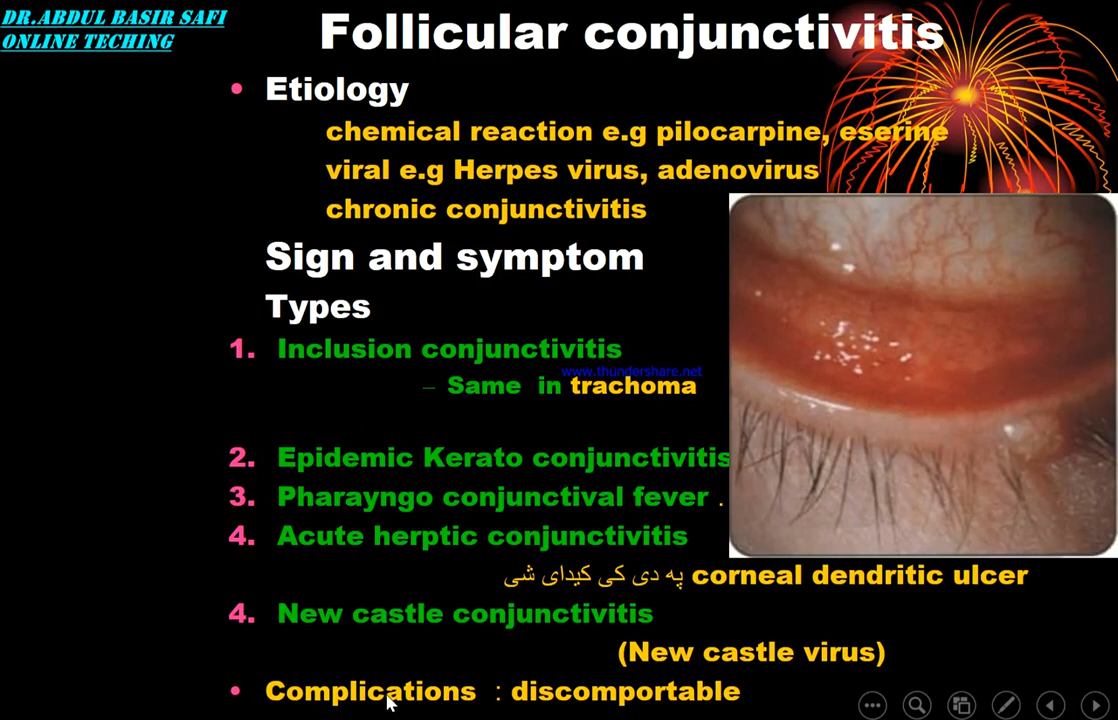 DR.ABDUL BASIR SAFI
ONLINE TECHING
Follicular conjunctivitis
• Etiology
chemical reaction e.g pilocarpine, eserine
viral e.g Herpes virus, adenovirus
chronic conjunctivitis
Sign and symptom
Types
1. Inclusion conjunctivitis
www.thundershare.net
– Same in trachoma
2. Epidemic Kerato conjunctivitis
3. Pharayngo conjunctival fever .
4. Acute herptic conjunctivitis
په دی کی کیدای شی corneal dendritic ulcer
4. New castle conjunctivitis
(New castle virus)
• Complications : discomportable